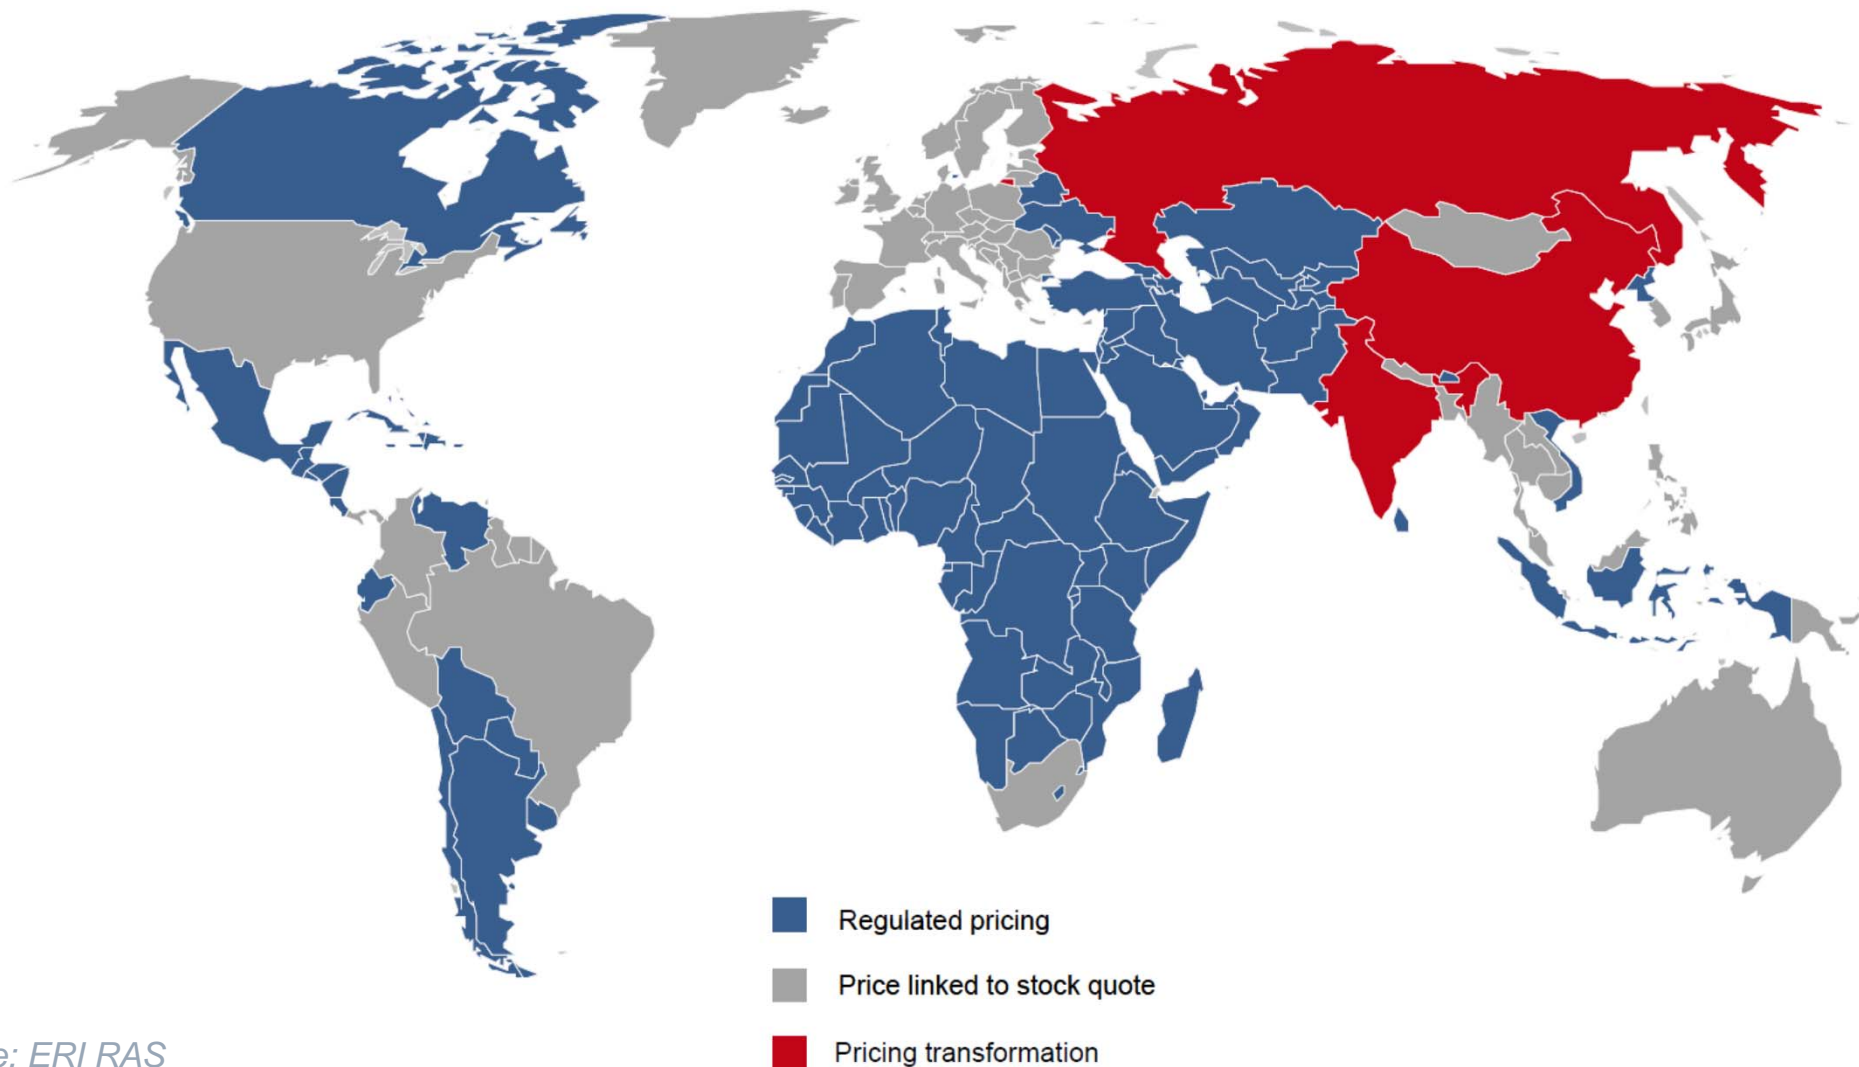 Regulated pricing
Price linked to stock quote
Pricing transformation
e: ERI RAS